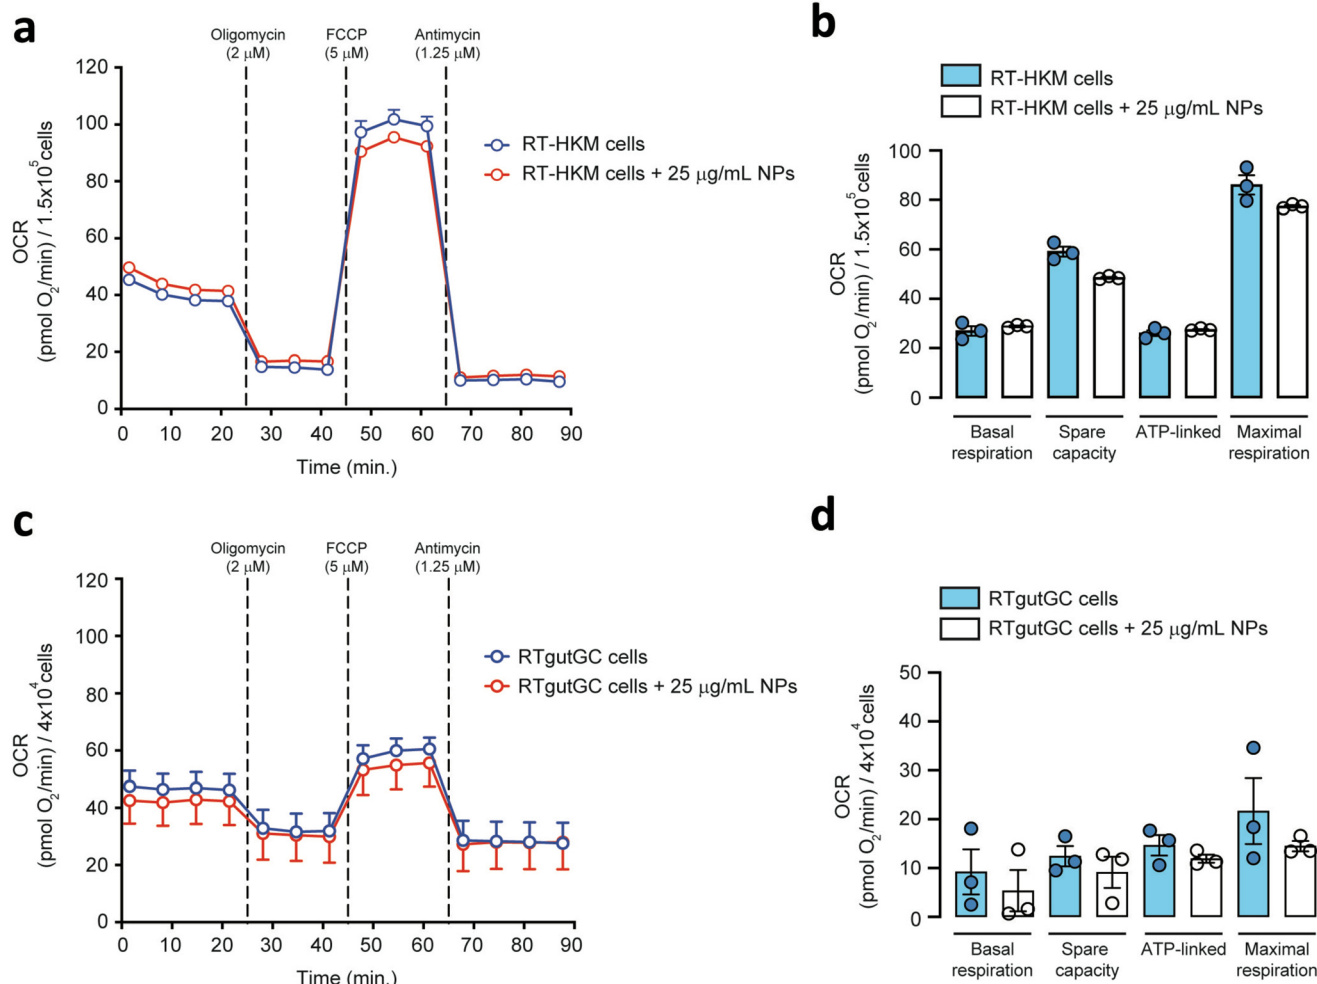 a
Oligomycin
(2 μM)
FCCP
(5 μM)
Antimycin
(1.25 μM)
120
100
80
60
40
20
0
OCR
(pmol O2/min) / 1.5x10^5 cells
0 10 20 30 40 50 60 70 80 90
Time (min.)
RT-HKM cells
RT-HKM cells + 25 μg/mL NPs
b
RT-HKM cells
RT-HKM cells + 25 μg/mL NPs
100
80
60
40
20
0
OCR
(pmol O2/min) / 1.5x10^5 cells
Basal
respiration
Spare
capacity
ATP-linked
Maximal
respiration
c
Oligomycin
(2 μM)
FCCP
(5 μM)
Antimycin
(1.25 μM)
120
100
80
60
40
20
0
OCR
(pmol O2/min) / 4x10^4 cells
0 10 20 30 40 50 60 70 80 90
Time (min.)
RTgutGC cells
RTgutGC cells + 25 μg/mL NPs
d
RTgutGC cells
RTgutGC cells + 25 μg/mL NPs
50
40
30
20
10
0
OCR
(pmol O2/min) / 4x10^4 cells
Basal
respiration
Spare
capacity
ATP-linked
Maximal
respiration